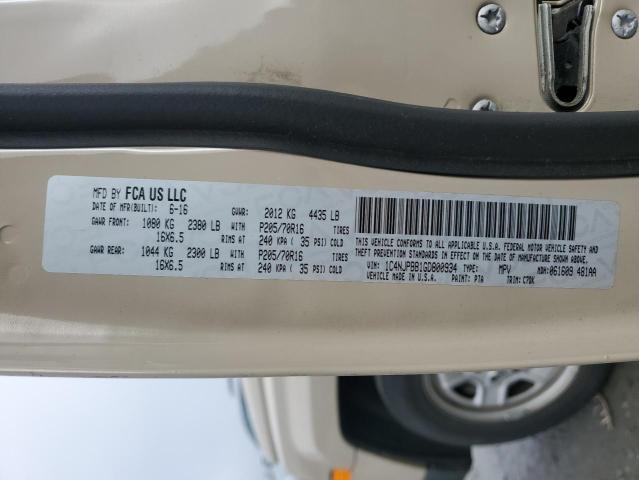 MFD BY FCA US LLC
DATE OF MFR(BUILT): 6-16 GVWR: 2012 KG 4435 LB
GAWR FRONT: 1080 KG 2380 LB P205/70R16 TIRES
16X6.5 RIMS AT 240 KPA ( 35 PSI) COLD
GAWR REAR: 1044 KG 2300 LB P205/70R16 TIRES
16X6.5 RIMS AT 240 KPA ( 35 PSI) COLD
THIS VEHICLE CONFORMS TO ALL APPLICABLE U.S.A. FEDERAL MOTOR VEHICLE SAFETY AND
THEFT PREVENTION STANDARDS IN EFFECT ON THE DATE OF MANUFACTURE SHOWN ABOVE.
VIN: 1C4NJPBB1GD800934 TYPE: MPV MDH: 061609 481AA
VEHICLE MADE IN U.S.A. PAINT: PTA TRIM: C7DK